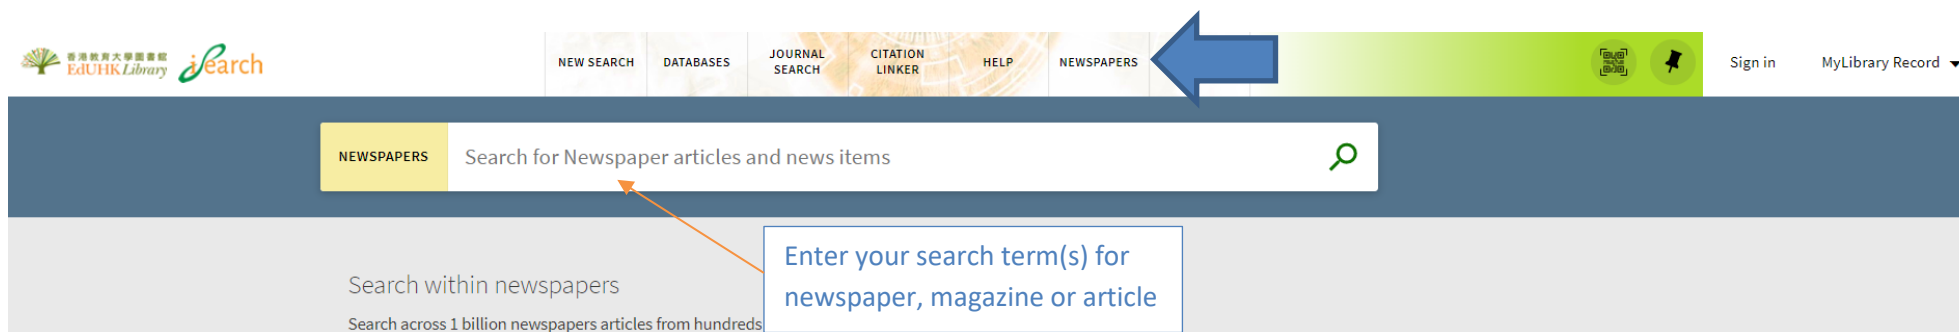 香港教育大學圖書館
EdUHK Library
iSearch
NEW SEARCH
DATABASES
JOURNAL
SEARCH
CITATION
LINKER
HELP
NEWSPAPERS
Sign in
MyLibrary Record
NEWSPAPERS
Search for Newspaper articles and news items
Enter your search term(s) for
newspaper, magazine or article
Search within newspapers
Search across 1 billion newspapers articles from hundreds